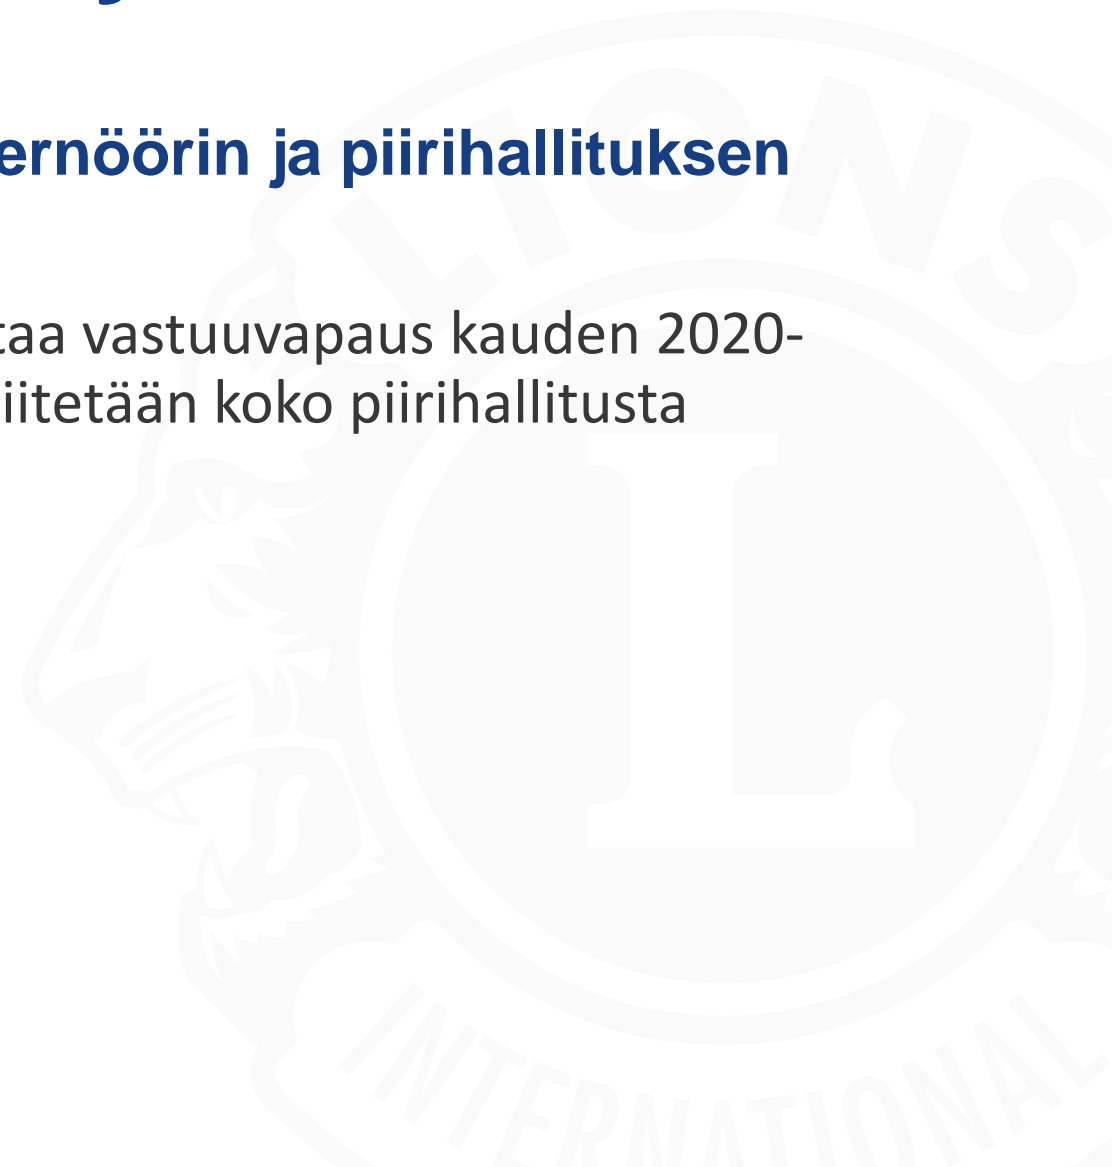 ernöörin ja piirihallituksen
taa vastuuvapaus kauden 2020-
iitetään koko piirihallitusta
LIONS
L
INTERNATIONAL